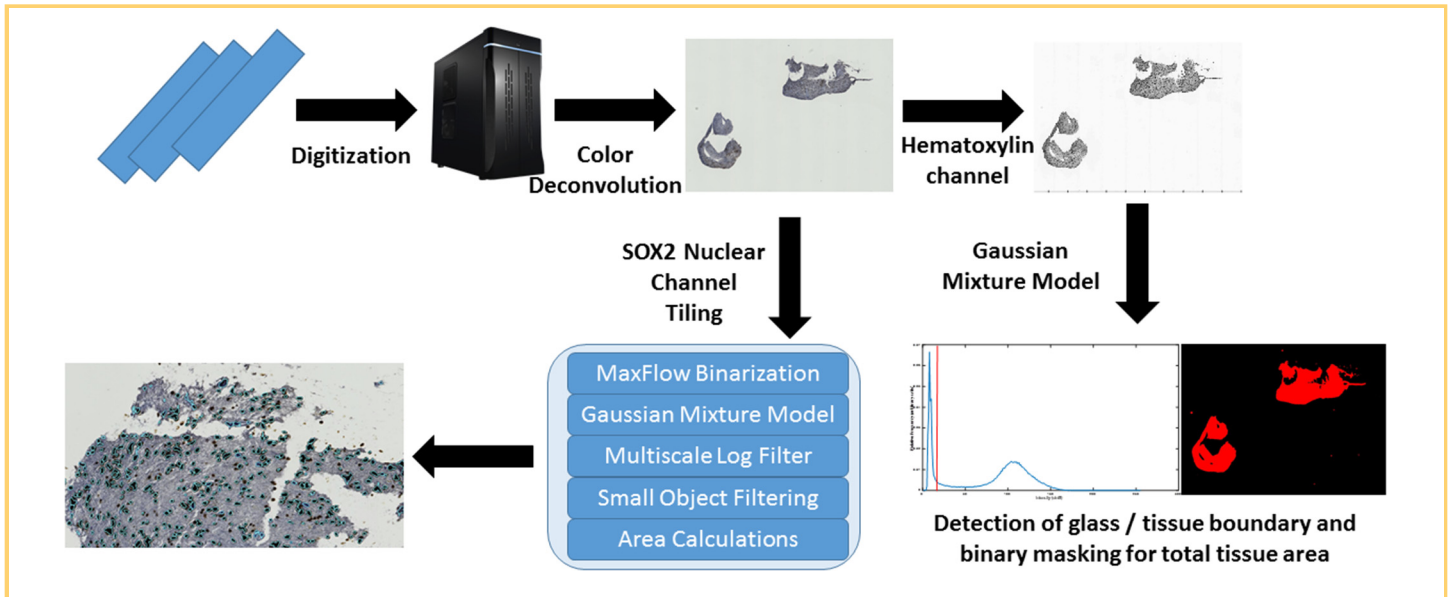 Digitization
Color
Deconvolution
Hematoxylin
channel
SOX2 Nuclear
Channel
Tiling
Gaussian
Mixture Model
MaxFlow Binarization
Gaussian Mixture Model
Multiscale Log Filter
Small Object Filtering
Area Calculations
Detection of glass / tissue boundary and
binary masking for total tissue area